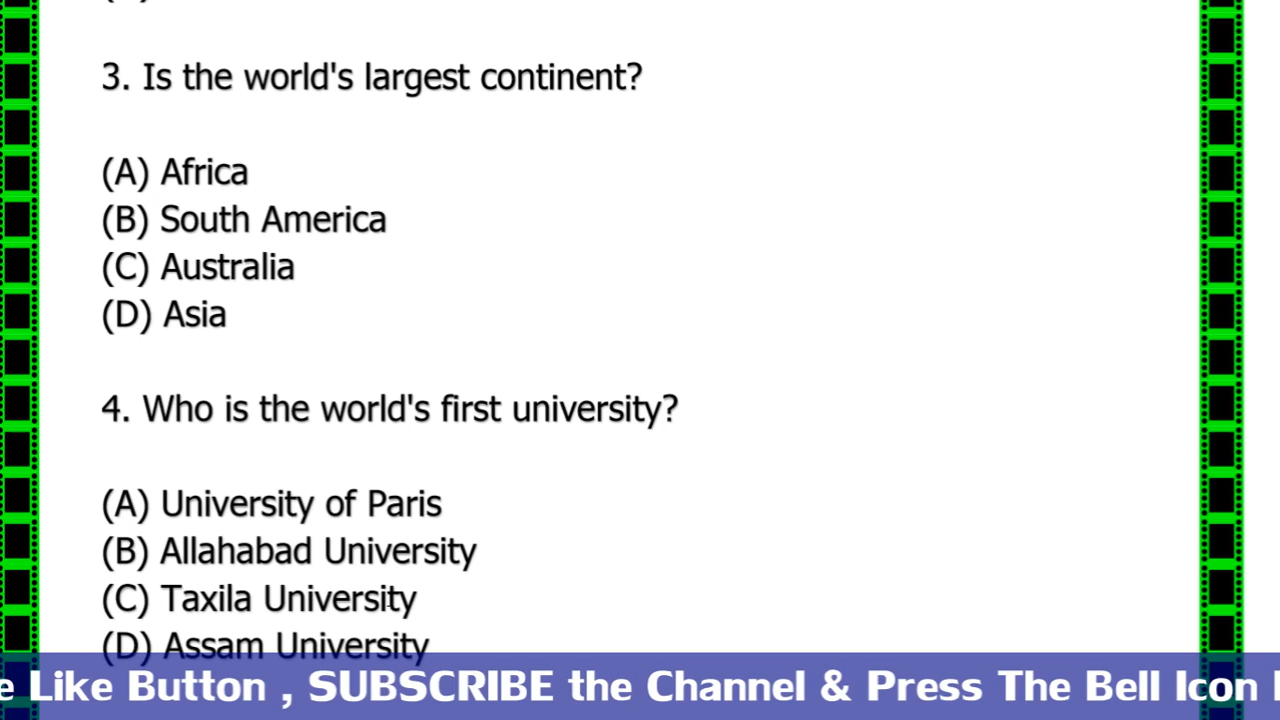 3. Is the world's largest continent?
(A) Africa
(B) South America
(C) Australia
(D) Asia
4. Who is the world's first university?
(A) University of Paris
(B) Allahabad University
(C) Taxila University
(D) Assam University
Like Button , SUBSCRIBE the Channel & Press The Bell Icon